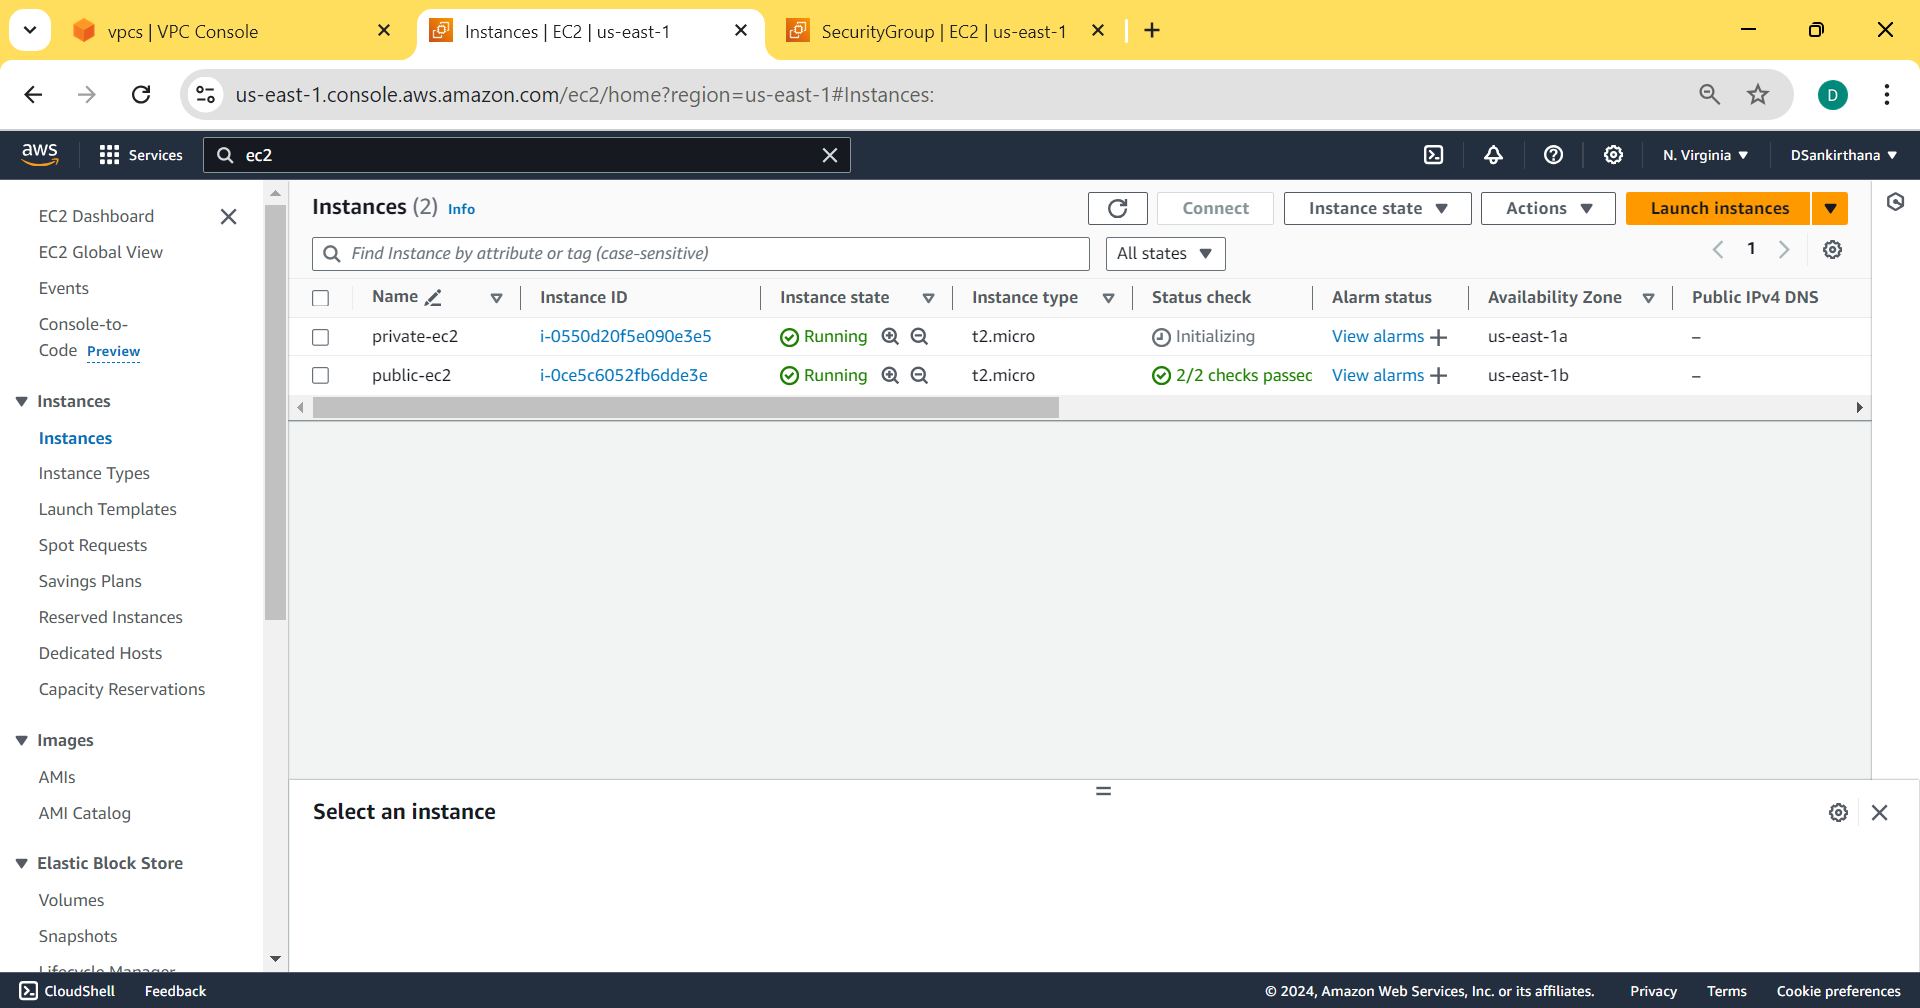 vpcs | VPC Console
Instances | EC2 | us-east-1
SecurityGroup | EC2 | us-east-1
us-east-1.console.aws.amazon.com/ec2/home?region=us-east-1#Instances:
D
aws
Services
ec2
N. Virginia
DSankirthana
EC2 Dashboard
EC2 Global View
Events
Console-to-
Code Preview
Instances
Instances
Instance Types
Launch Templates
Spot Requests
Savings Plans
Reserved Instances
Dedicated Hosts
Capacity Reservations
Images
AMIs
AMI Catalog
Elastic Block Store
Volumes
Snapshots
Lifecycle Manager
Instances (2) Info
Connect
Instance state
Actions
Launch instances
Find Instance by attribute or tag (case-sensitive)
All states
1
Name Instance ID Instance state Instance type Status check Alarm status Availability Zone Public IPv4 DNS
private-ec2 i-0550d20f5e090e3e5 Running t2.micro Initializing View alarms + us-east-1a –
public-ec2 i-0ce5c6052fb6dde3e Running t2.micro 2/2 checks passed View alarms + us-east-1b –
Select an instance
CloudShell
Feedback
© 2024, Amazon Web Services, Inc. or its affiliates.
Privacy
Terms
Cookie preferences